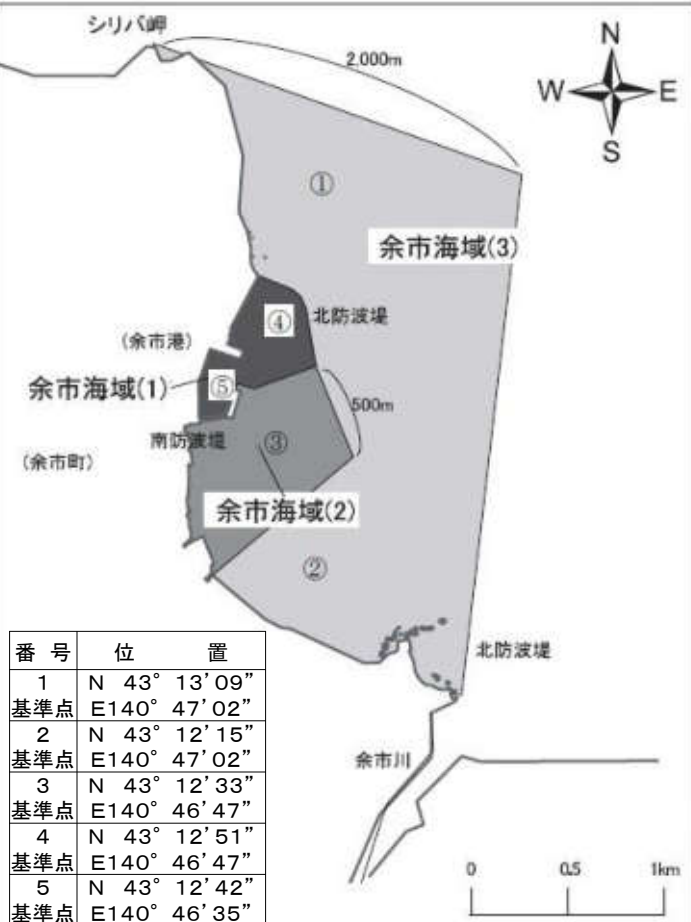 シリパ岬
2,000m
N
W E
S
①
余市海域(3)
④
北防波堤
(余市港)
余市海域(1)
⑤
500m
南防波堤
③
(余市町)
余市海域(2)
②
北防波堤
余市川
番 号 位 置
1 N 43° 13’09”
基準点 E140° 47’02”
2 N 43° 12’15”
基準点 E140° 47’02”
3 N 43° 12’33”
基準点 E140° 46’47”
4 N 43° 12’51”
基準点 E140° 46’47”
5 N 43° 12’42”
基準点 E140° 46’35”
0 0.5 1km